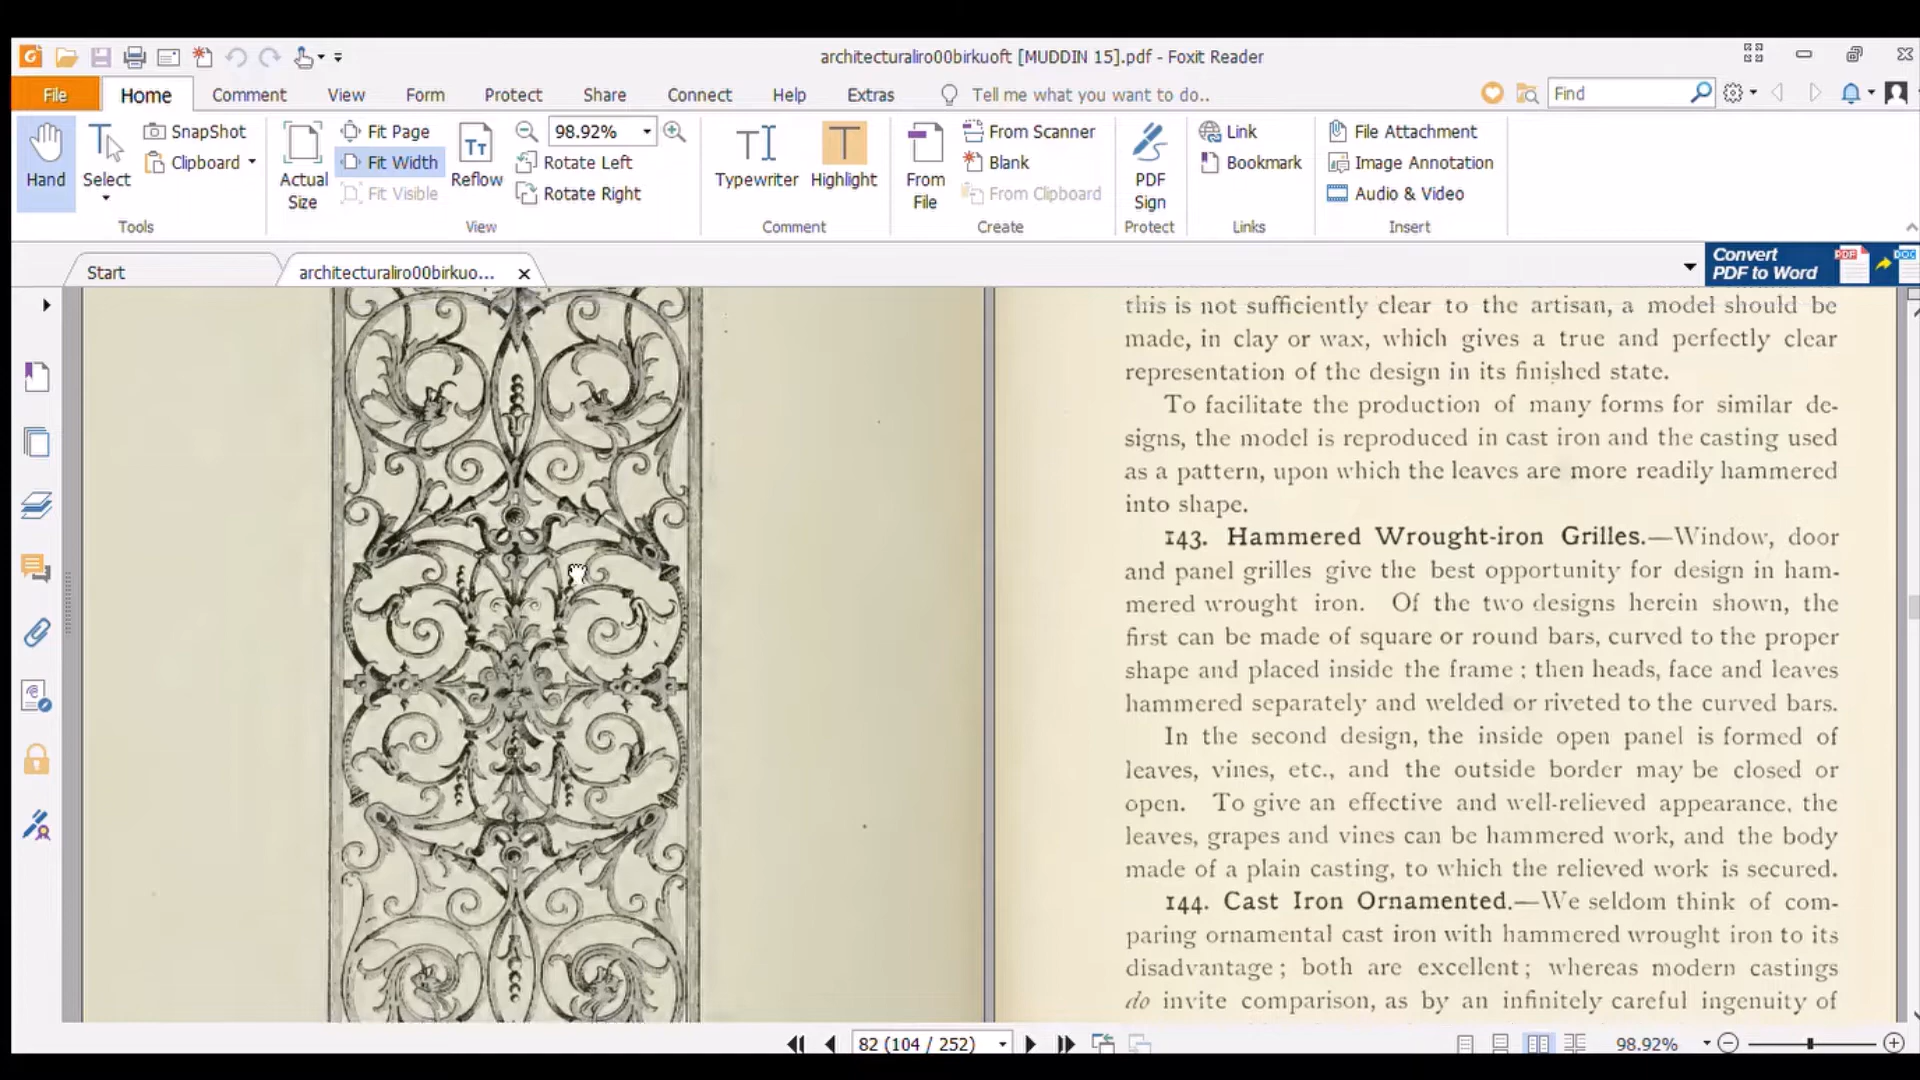 architecturaliro00birkuoft [MUDDIN 15].pdf - Foxit Reader
File Home Comment View Form Protect Share Connect Help Extras Tell me what you want to do.. Find
Hand
Select
SnapShot
Clipboard
Tools
Actual
Size
Fit Page
Fit Width
Fit Visible
Reflow
98.92%
Rotate Left
Rotate Right
View
Typewriter
Highlight
Comment
From
File
From Scanner
Blank
From Clipboard
Create
PDF
Sign
Protect
Link
Bookmark
Links
File Attachment
Image Annotation
Audio & Video
Insert
Start
architecturaliro00birkuo...
Convert
PDF to Word
PDF
DOC
this is not sufficiently clear to the artisan, a model should be
made, in clay or wax, which gives a true and perfectly clear
representation of the design in its finished state.
To facilitate the production of many forms for similar de-
signs, the model is reproduced in cast iron and the casting used
as a pattern, upon which the leaves are more readily hammered
into shape.
143. Hammered Wrought-iron Grilles.—Window, door
and panel grilles give the best opportunity for design in ham-
mered wrought iron. Of the two designs herein shown, the
first can be made of square or round bars, curved to the proper
shape and placed inside the frame; then heads, face and leaves
hammered separately and welded or riveted to the curved bars.
In the second design, the inside open panel is formed of
leaves, vines, etc., and the outside border may be closed or
open. To give an effective and well-relieved appearance, the
leaves, grapes and vines can be hammered work, and the body
made of a plain casting, to which the relieved work is secured.
144. Cast Iron Ornamented.—We seldom think of com-
paring ornamental cast iron with hammered wrought iron to its
disadvantage; both are excellent; whereas modern castings
do invite comparison, as by an infinitely careful ingenuity of
82 (104 / 252)
98.92%